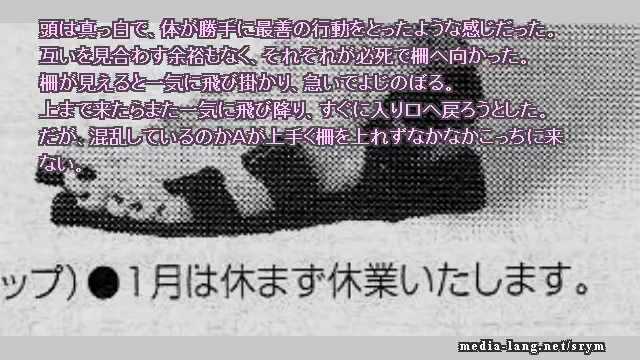 頭は真っ白で、体が勝手に最善の行動をとったような感じだった。
互いを見合わす余裕もなく、それぞれが必死で柵へ向かった。
柵が見えると一気に飛び掛かり、急いでよじのぼる。
上まで来たらまた一気に飛び降り、すぐに入り口へ戻ろうとした。
だが、混乱しているのかAが上手く柵を上れずなかなかこっちに来
ない。
ップ）●1月は休まず休業いたします。
media-lang.net/srym